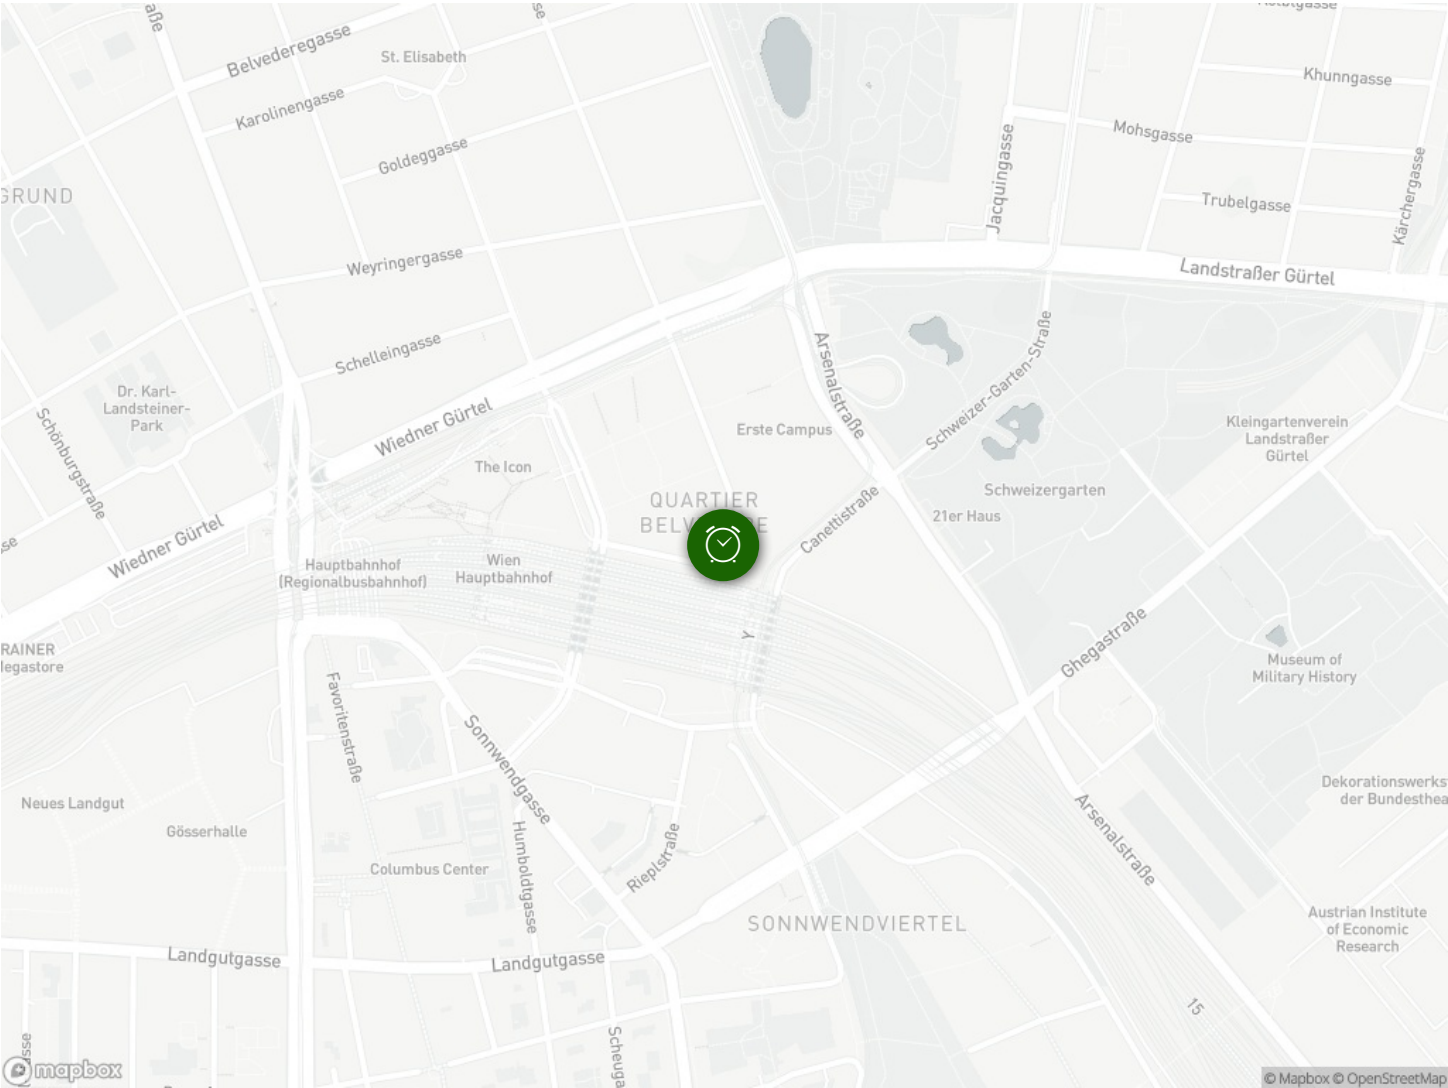 Belvederegasse
St. Elisabeth
Karolinengasse
Goldeggasse
Khunngasse
Mohsgasse
Jacquingasse
Trubelgasse
Kärchergasse
GRUND
Weyringergasse
Landstraßer Gürtel
Schelleingasse
Arsenalstraße
Schweizer-Garten-Straße
Dr. Karl-
Landsteiner-
Park
Schönburgstraße
Wiedner Gürtel
Erste Campus
Kleingartenverein
Landstraßer
Gürtel
The Icon
QUARTIER
Schweizergarten
21er Haus
Canettistraße
Wiedner Gürtel
Hauptbahnhof
(Regionalbusbahnhof)
Wien
Hauptbahnhof
Y
Ghegastraße
RAINER
Museum of
Military History
Favoritenstraße
Sonnwendgasse
Neues Landgut
Gösserhalle
Columbus Center
Humboldtgasse
Rieplstraße
Arsenalstraße
Dekorationswerks
der Bundesthea
SONNWENDVIERTEL
Austrian Institute
of Economic
Research
Landgutgasse
Landgutgasse
15
Scheuga
mapbox
© Mapbox © OpenStreetMap